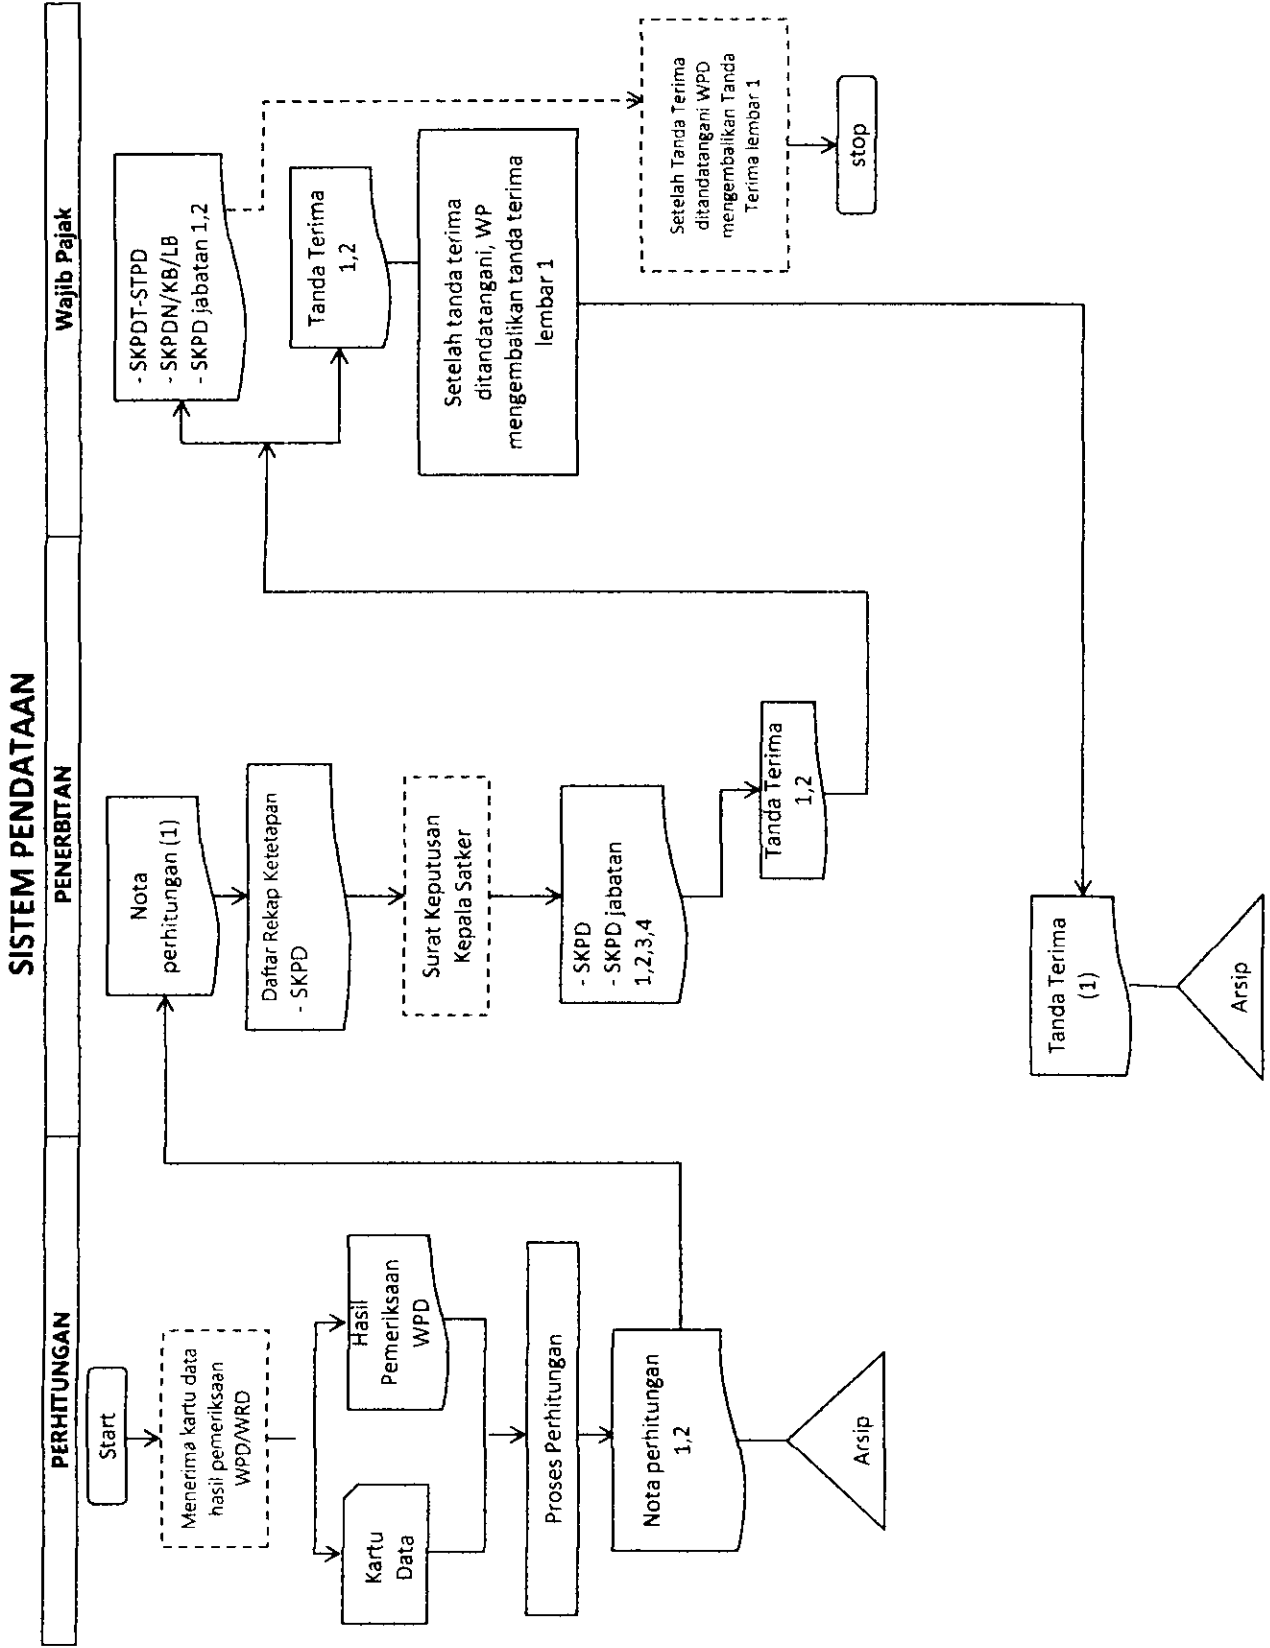 SISTEM PENDATAAN
PERHITUNGAN
PENERBITAN
Wajib Pajak
Start
Menerima kartu data
hasil pemeriksaan
WPD/WRD
Kartu
Data
Hasil
Pemeriksaan
WPD
Proses Perhitungan
Nota perhitungan
1,2
Arsip
Nota
perhitungan (1)
Daftar Rekap Ketetapan
- SKPD
Surat Keputusan
Kepala Satker
- SKPD
- SKPD jabatan
1,2,3,4
Tanda Terima
1,2
Tanda Terima
(1)
Arsip
- SKPDT-STPD
- SKPDN/KB/LB
- SKPD jabatan 1,2
Tanda Terima
1,2
Setelah tanda terima
ditandatangani, WP
mengembalikan tanda terima
lembar 1
Setelah Tanda Terima
ditandatangani WPD
mengembalikan Tanda
Terima lembar 1
stop